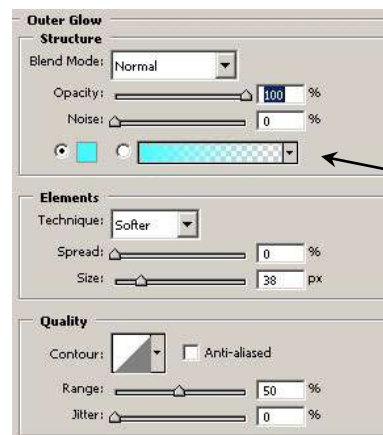 Outer Glow
Structure
Blend Mode: Normal
Opacity: 100 %
Noise: 0 %
Elements
Technique: Softer
Spread: 0 %
Size: 38 px
Quality
Contour: Anti-aliased
Range: 50 %
Jitter: 0 %